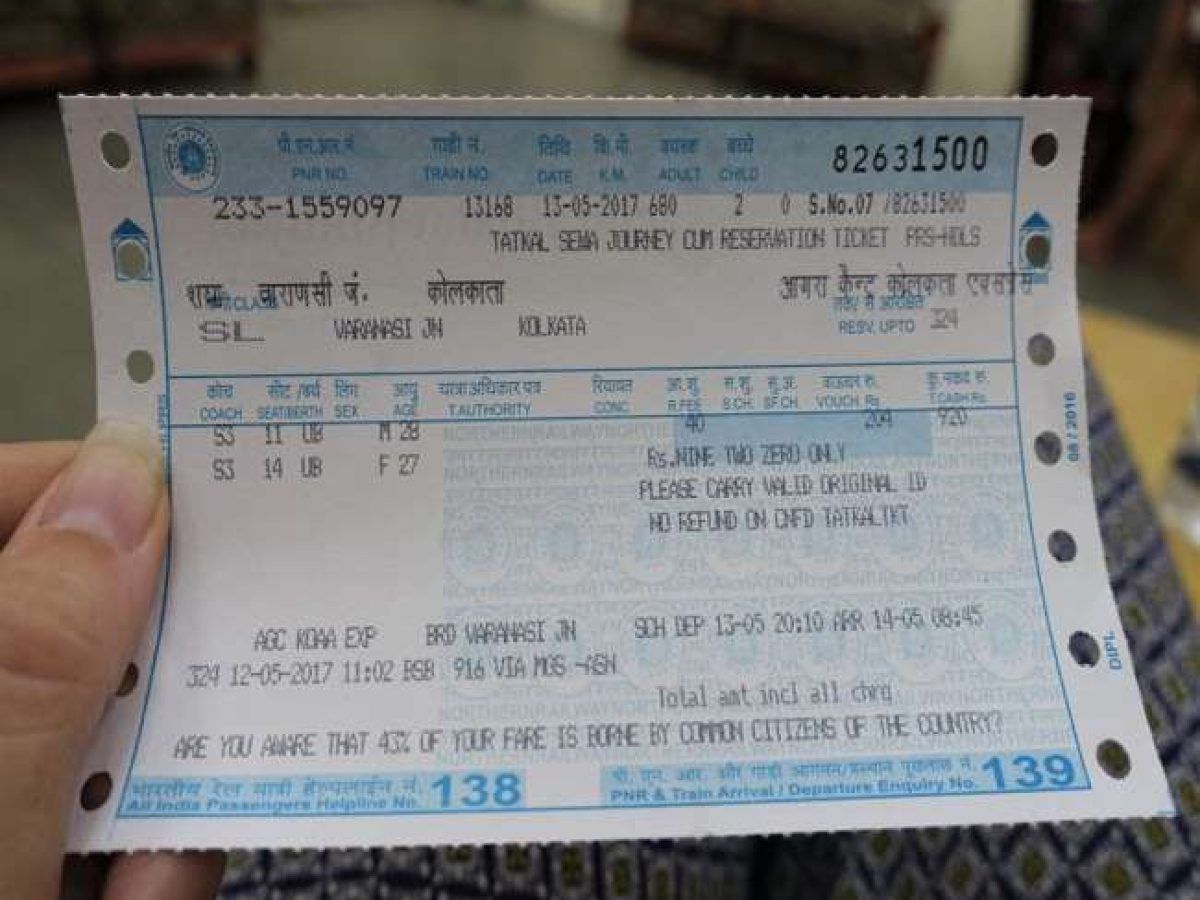 पी.एन.आर.नं गाड़ी नं. तिथि कि.मी. वयस्क बच्चे 82631500
PNR NO. TRAIN NO. DATE K.M. ADULT CHILD
233-1559097 13168 13-05-2017 680 2 0 S.No.07 /82631500
TATKAL SEWA JOURNEY CUM RESERVATION TICKET PRS-HDLS
वाराणसी जं. कोलकाता आगरा कैन्ट कोलकाता एक्सप्रेस
CLASS
SL VARANASI JN KOLKATA RESV. UPTO 324
कोच सीट /बर्थ लिंग आयु यात्रा अधिकार पत्र रियायत आ.शु. स.शु. सु.अ. वाऊचर रु. कु. नकद रु.
COACH SEAT/BERTH SEX AGE T.AUTHORITY CONC. R.FEE S.CH. SF.CH. VOUCH Rs. T.CASH Rs.
S3 11 UB M 28 40 204 920
S3 14 UB F 27 Rs.NINE TWO ZERO ONLY
PLEASE CARRY VALID ORIGINAL ID
NO REFUND ON CNFD TATKALTKT
AGC KOAA EXP BRD VARANASI JN SCH DEP 13-05 20:10 ARR 14-05 08:45
324 12-05-2017 11:02 BSB 916 VIA MGS -ASN
Total amt incl all chrg
ARE YOU AWARE THAT 43% OF YOUR FARE IS BORNE BY COMMON CITIZENS OF THE COUNTRY?
भारतीय रेल यात्री हेल्पलाईन नं. 138
All India Passengers Helpline No.
पी. एन. आर. और गाड़ी आगमन/प्रस्थान पूछताछ नं. 139
PNR & Train Arrival / Departure Enquiry No.
08 / 2016
DIPL